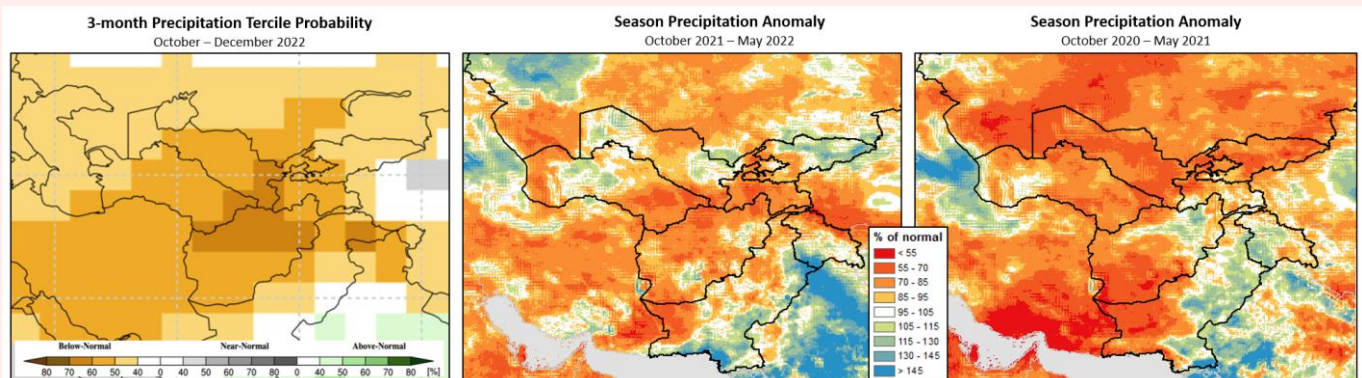 3-month Precipitation Tercile Probability
October – December 2022
Below-Normal Near-Normal Above-Normal
80 70 60 50 40 0 40 50 60 70 80 0 40 50 60 70 80 [%]
Season Precipitation Anomaly
October 2021 – May 2022
% of normal
< 55
55 - 70
70 - 85
85 - 95
95 - 105
105 - 115
115 - 130
130 - 145
> 145
Season Precipitation Anomaly
October 2020 – May 2021